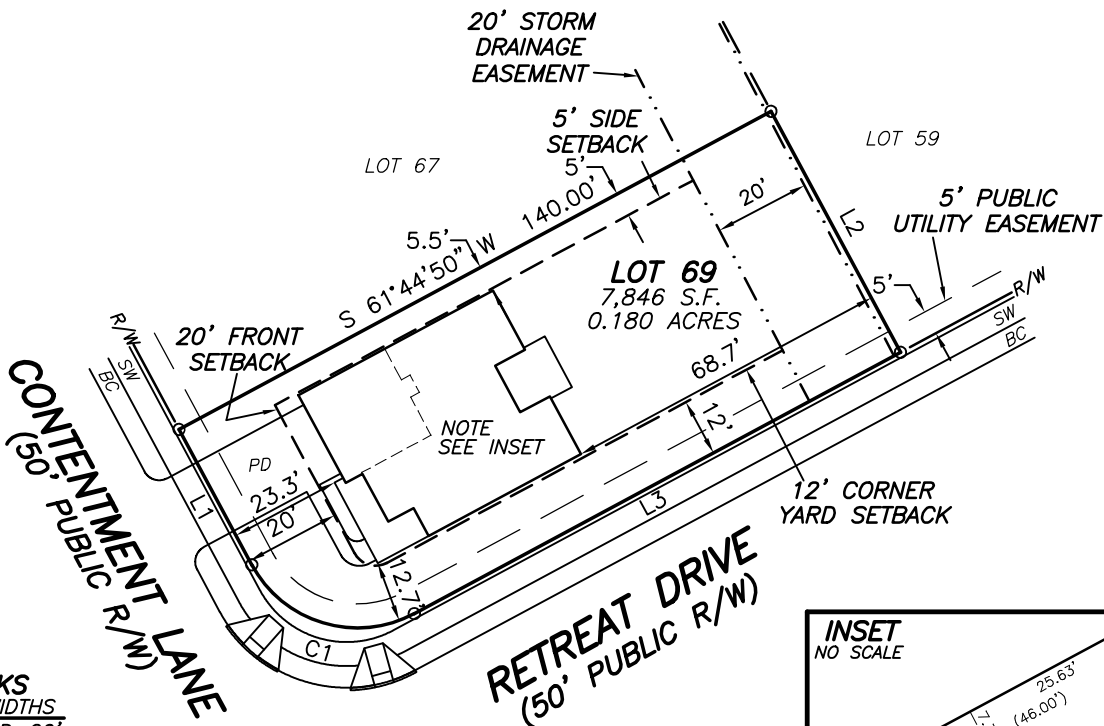 20' STORM
DRAINAGE
EASEMENT
5' SIDE
SETBACK
LOT 67
LOT 59
5'
140.00'
20'
5' PUBLIC
UTILITY EASEMENT
5.5'
S 61°44'50" W
L2
LOT 69
7,846 S.F.
0.180 ACRES
5'
R/W
SW
BC
R/W
SW
BC
20' FRONT
SETBACK
68.7'
CONTENTMENT LANE
(50' PUBLIC R/W)
NOTE
SEE INSET
12'
PD
23.3'
20'
L1
12' CORNER
YARD SETBACK
L3
12.7'
C1
RETREAT DRIVE
(50' PUBLIC R/W)
INSET
NO SCALE
25.63'
(46.00')